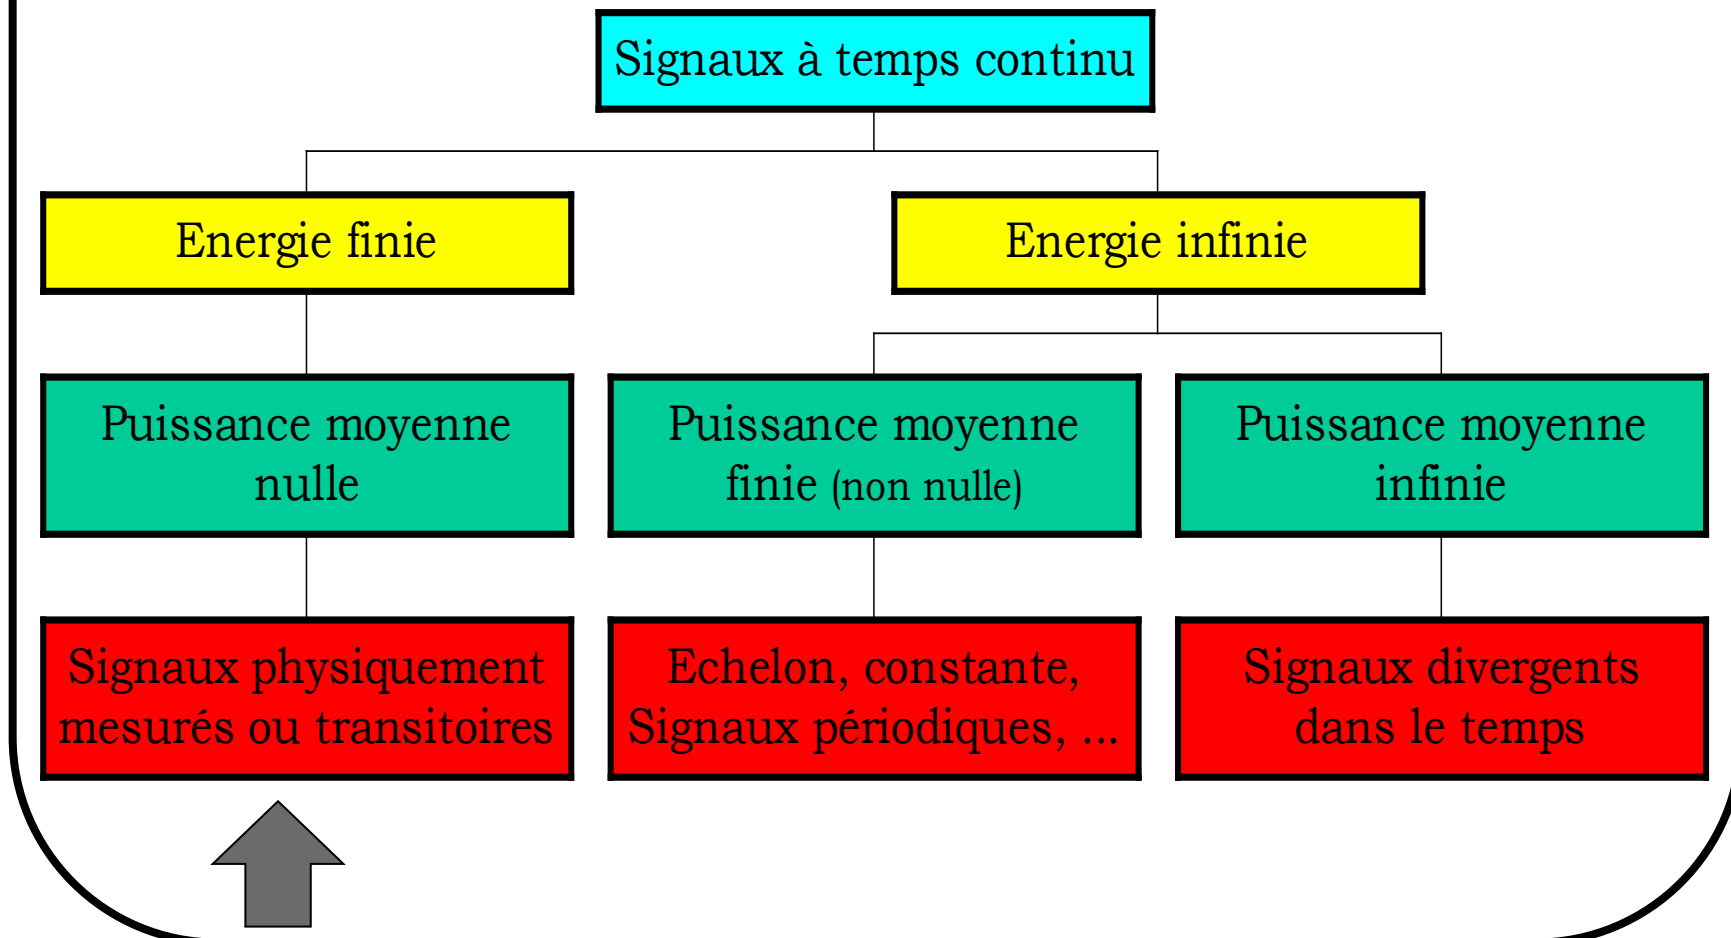 Signaux à temps continu
Energie finie
Energie infinie
Puissance moyenne
nulle
Puissance moyenne
finie (non nulle)
Puissance moyenne
infinie
Signaux physiquement
mesurés ou transitoires
Echelon, constante,
Signaux périodiques, ...
Signaux divergents
dans le temps